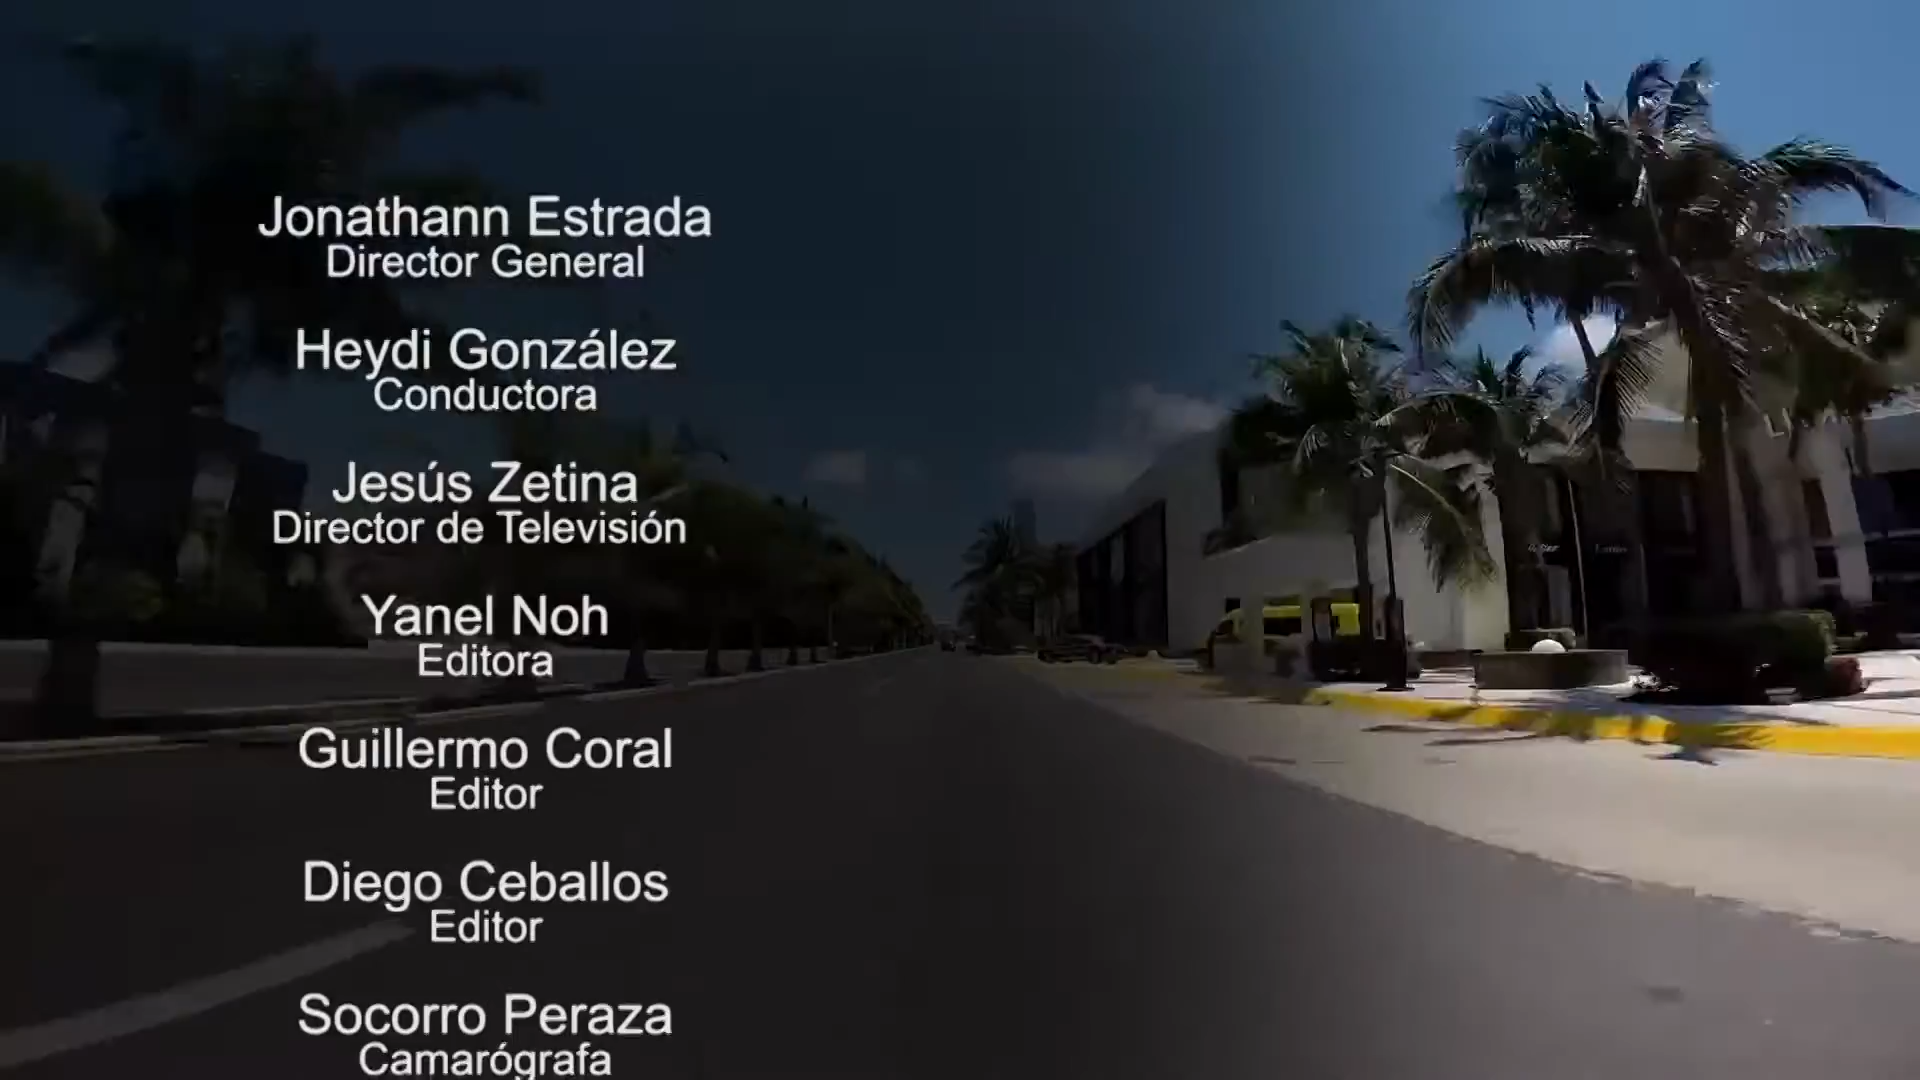 Jonathann Estrada
Director General
Heydi González
Conductora
Jesús Zetina
Director de Televisión
Yanel Noh
Editora
Guillermo Coral
Editor
Diego Ceballos
Editor
Socorro Peraza
Camarógrafa